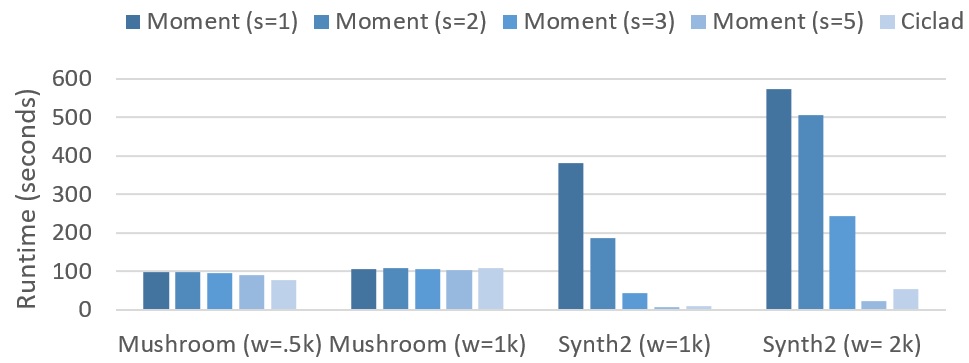 Moment (s=1) Moment (s=2) Moment (s=3) Moment (s=5) Ciclad
Runtime (seconds)
600
500
400
300
200
100
0
Mushroom (w=.5k) Mushroom (w=1k) Synth2 (w=1k) Synth2 (w= 2k)